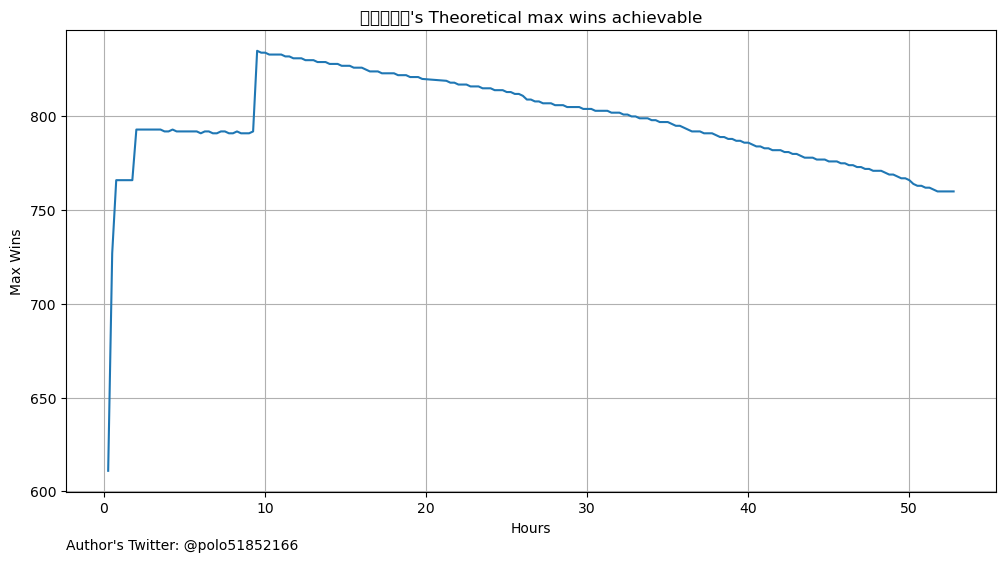 's Theoretical max wins achievable
Max Wins
800
750
700
650
600
0 10 20 30 40 50
Hours
Author's Twitter: @polo51852166